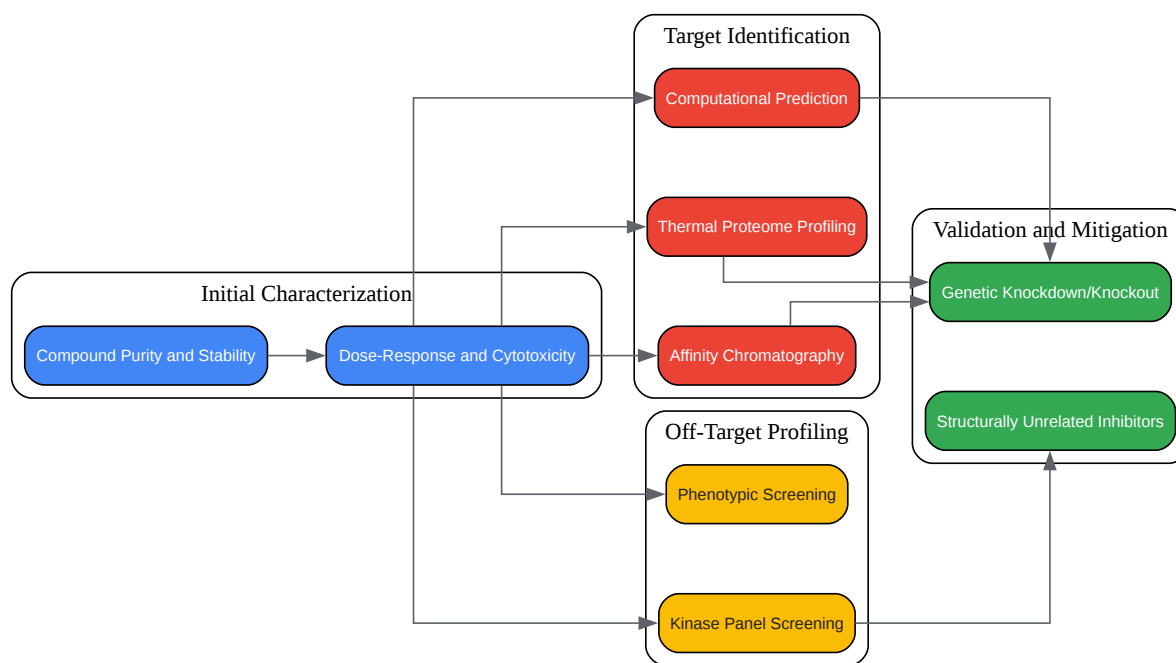 Initial Characterization
Compound Purity and Stability
Dose-Response and Cytotoxicity
Target Identification
Computational Prediction
Thermal Proteome Profiling
Affinity Chromatography
Off-Target Profiling
Phenotypic Screening
Kinase Panel Screening
Validation and Mitigation
Genetic Knockdown/Knockout
Structurally Unrelated Inhibitors